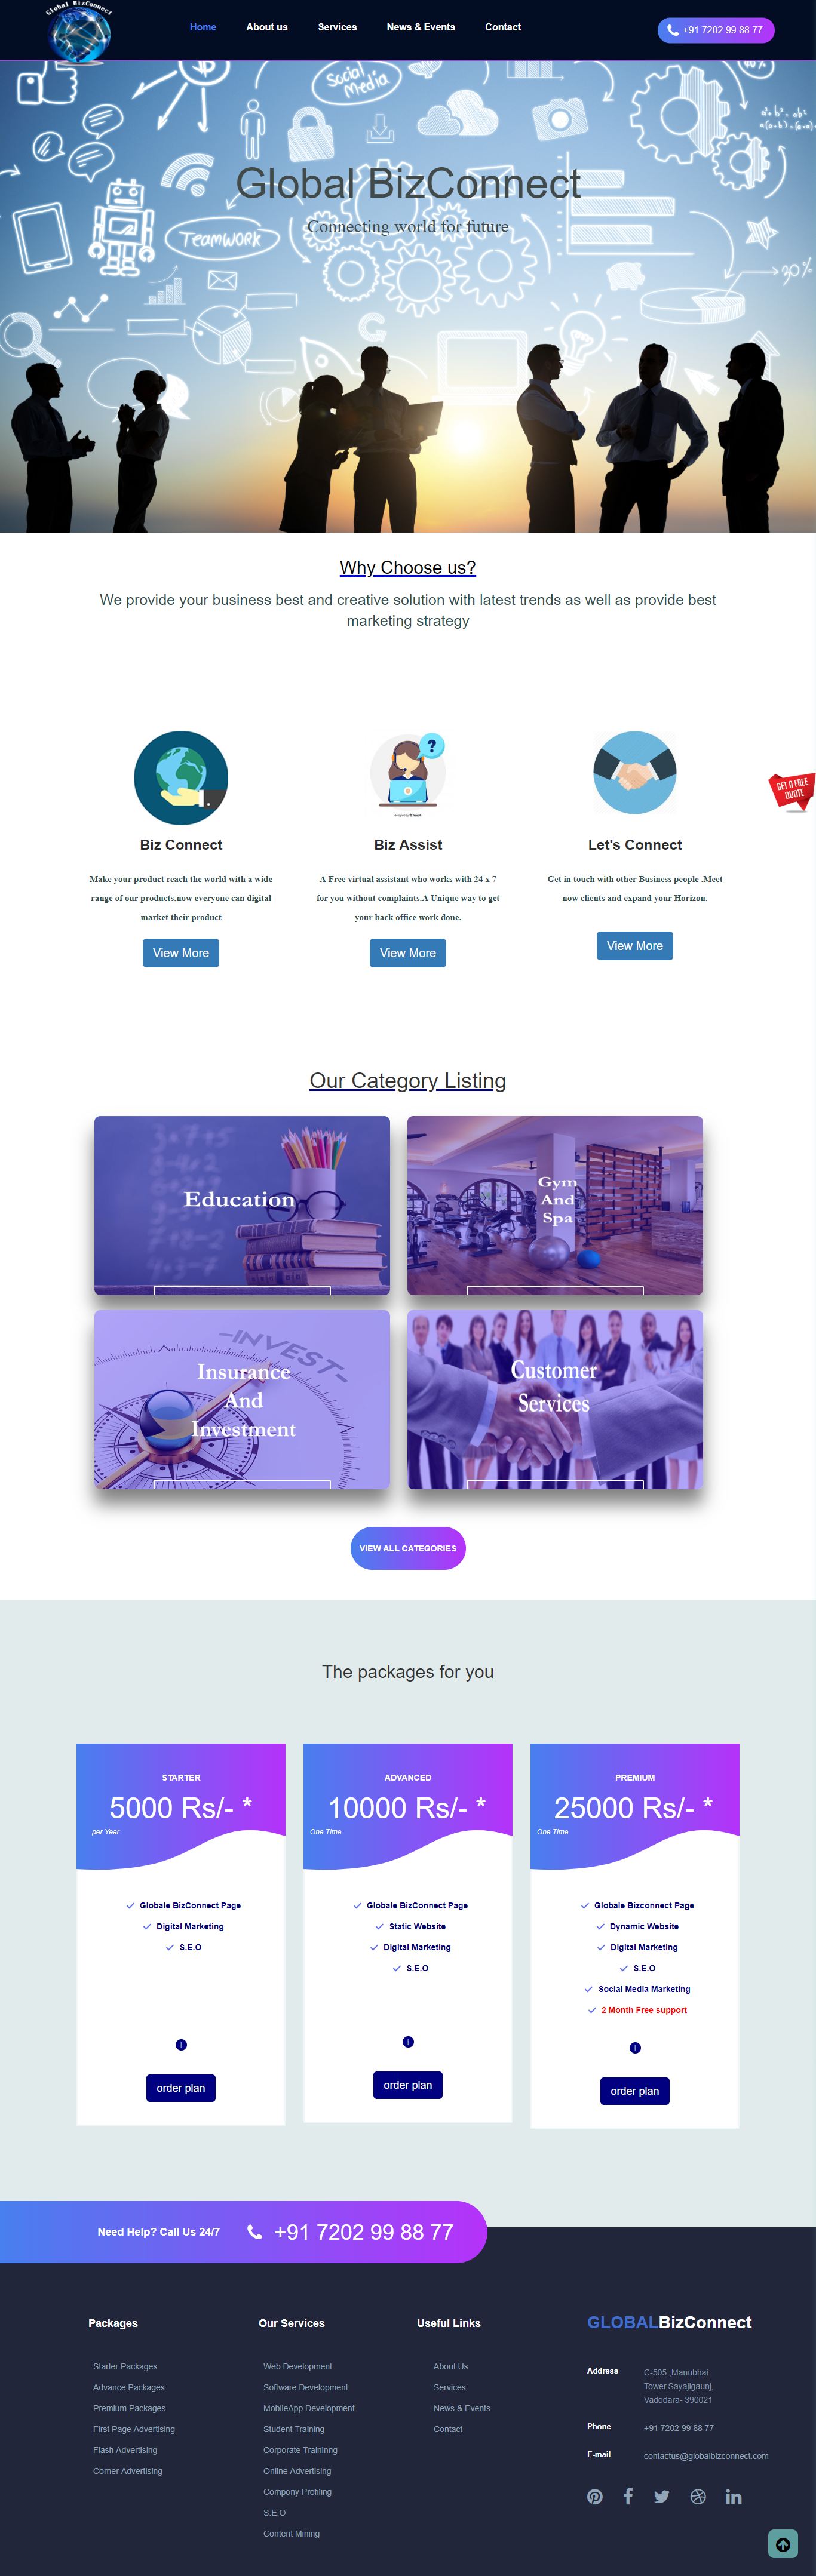 Global BizConnect
Home
About us
Services
News & Events
Contact
+91 7202 99 88 77
Social
Media
TEAMWORK
30%
Global BizConnect
Connecting world for future
Why Choose us?
We provide your business best and creative solution with latest trends as well as provide best
marketing strategy
GET A FREE
QUOTE
Biz Connect
Make your product reach the world with a wide
range of our products,now everyone can digital
market their product
View More
Biz Assist
A Free virtual assistant who works with 24 x 7
for you without complaints.A Unique way to get
your back office work done.
View More
Let's Connect
Get in touch with other Business people .Meet
now clients and expand your Horizon.
View More
Our Category Listing
Education
Gym
And
Spa
INVEST
Insurance
And
Investment
Customer
Services
VIEW ALL CATEGORIES
The packages for you
STARTER
5000 Rs/- *
per Year
Globale BizConnect Page
Digital Marketing
S.E.O
i
order plan
ADVANCED
10000 Rs/- *
One Time
Globale BizConnect Page
Static Website
Digital Marketing
S.E.O
i
order plan
PREMIUM
25000 Rs/- *
One Time
Globale Bizconnect Page
Dynamic Website
Digital Marketing
S.E.O
Social Media Marketing
2 Month Free support
i
order plan
Need Help? Call Us 24/7
+91 7202 99 88 77
Packages
Starter Packages
Advance Packages
Premium Packages
First Page Advertising
Flash Advertising
Corner Advertising
Our Services
Web Development
Software Development
MobileApp Development
Student Training
Corporate Traininng
Online Advertising
Compony Profiling
S.E.O
Content Mining
Useful Links
About Us
Services
News & Events
Contact
GLOBALBizConnect
Address
C-505 ,Manubhai
Tower,Sayajigaunj,
Vadodara- 390021
Phone
+91 7202 99 88 77
E-mail
contactus@globalbizconnect.com